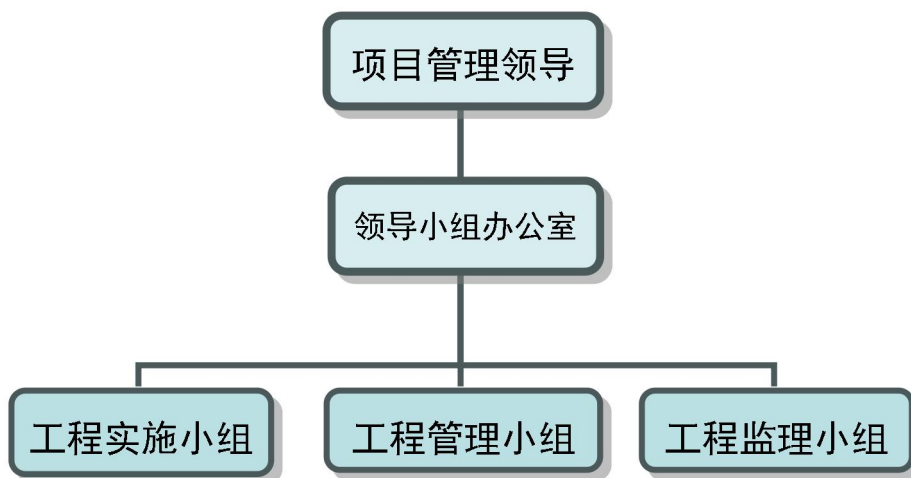 项目管理领导
领导小组办公室
工程实施小组
工程管理小组
工程监理小组